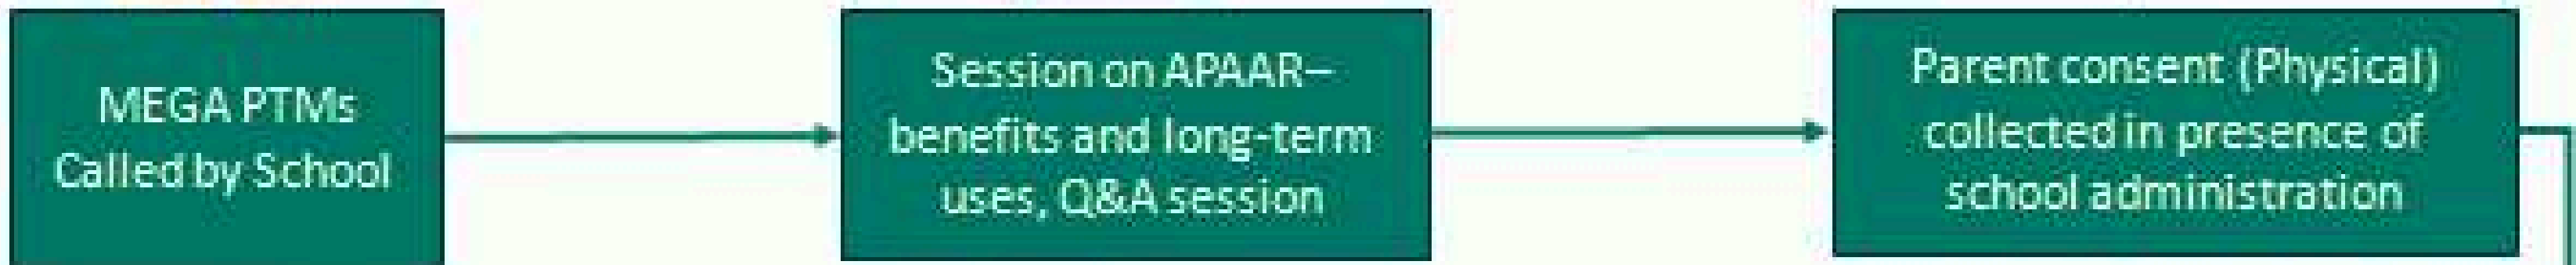 MEGA PTMs
Called by School
Session on APAAR–
benefits and long-term
uses, Q&A session
Parent consent (Physical)
collected in presence of
school administration